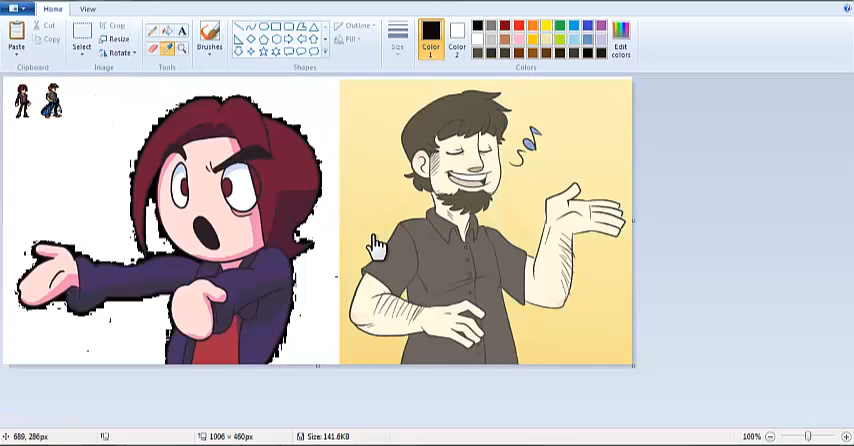 Home View
Paste Cut Copy
Select Crop Resize Rotate
A
Brushes
Outline Fill
Size
Color 1 Color 2
Edit colors
Clipboard Image Tools Shapes Colors
689, 286px 1006 × 460px Size: 141.6KB 100%